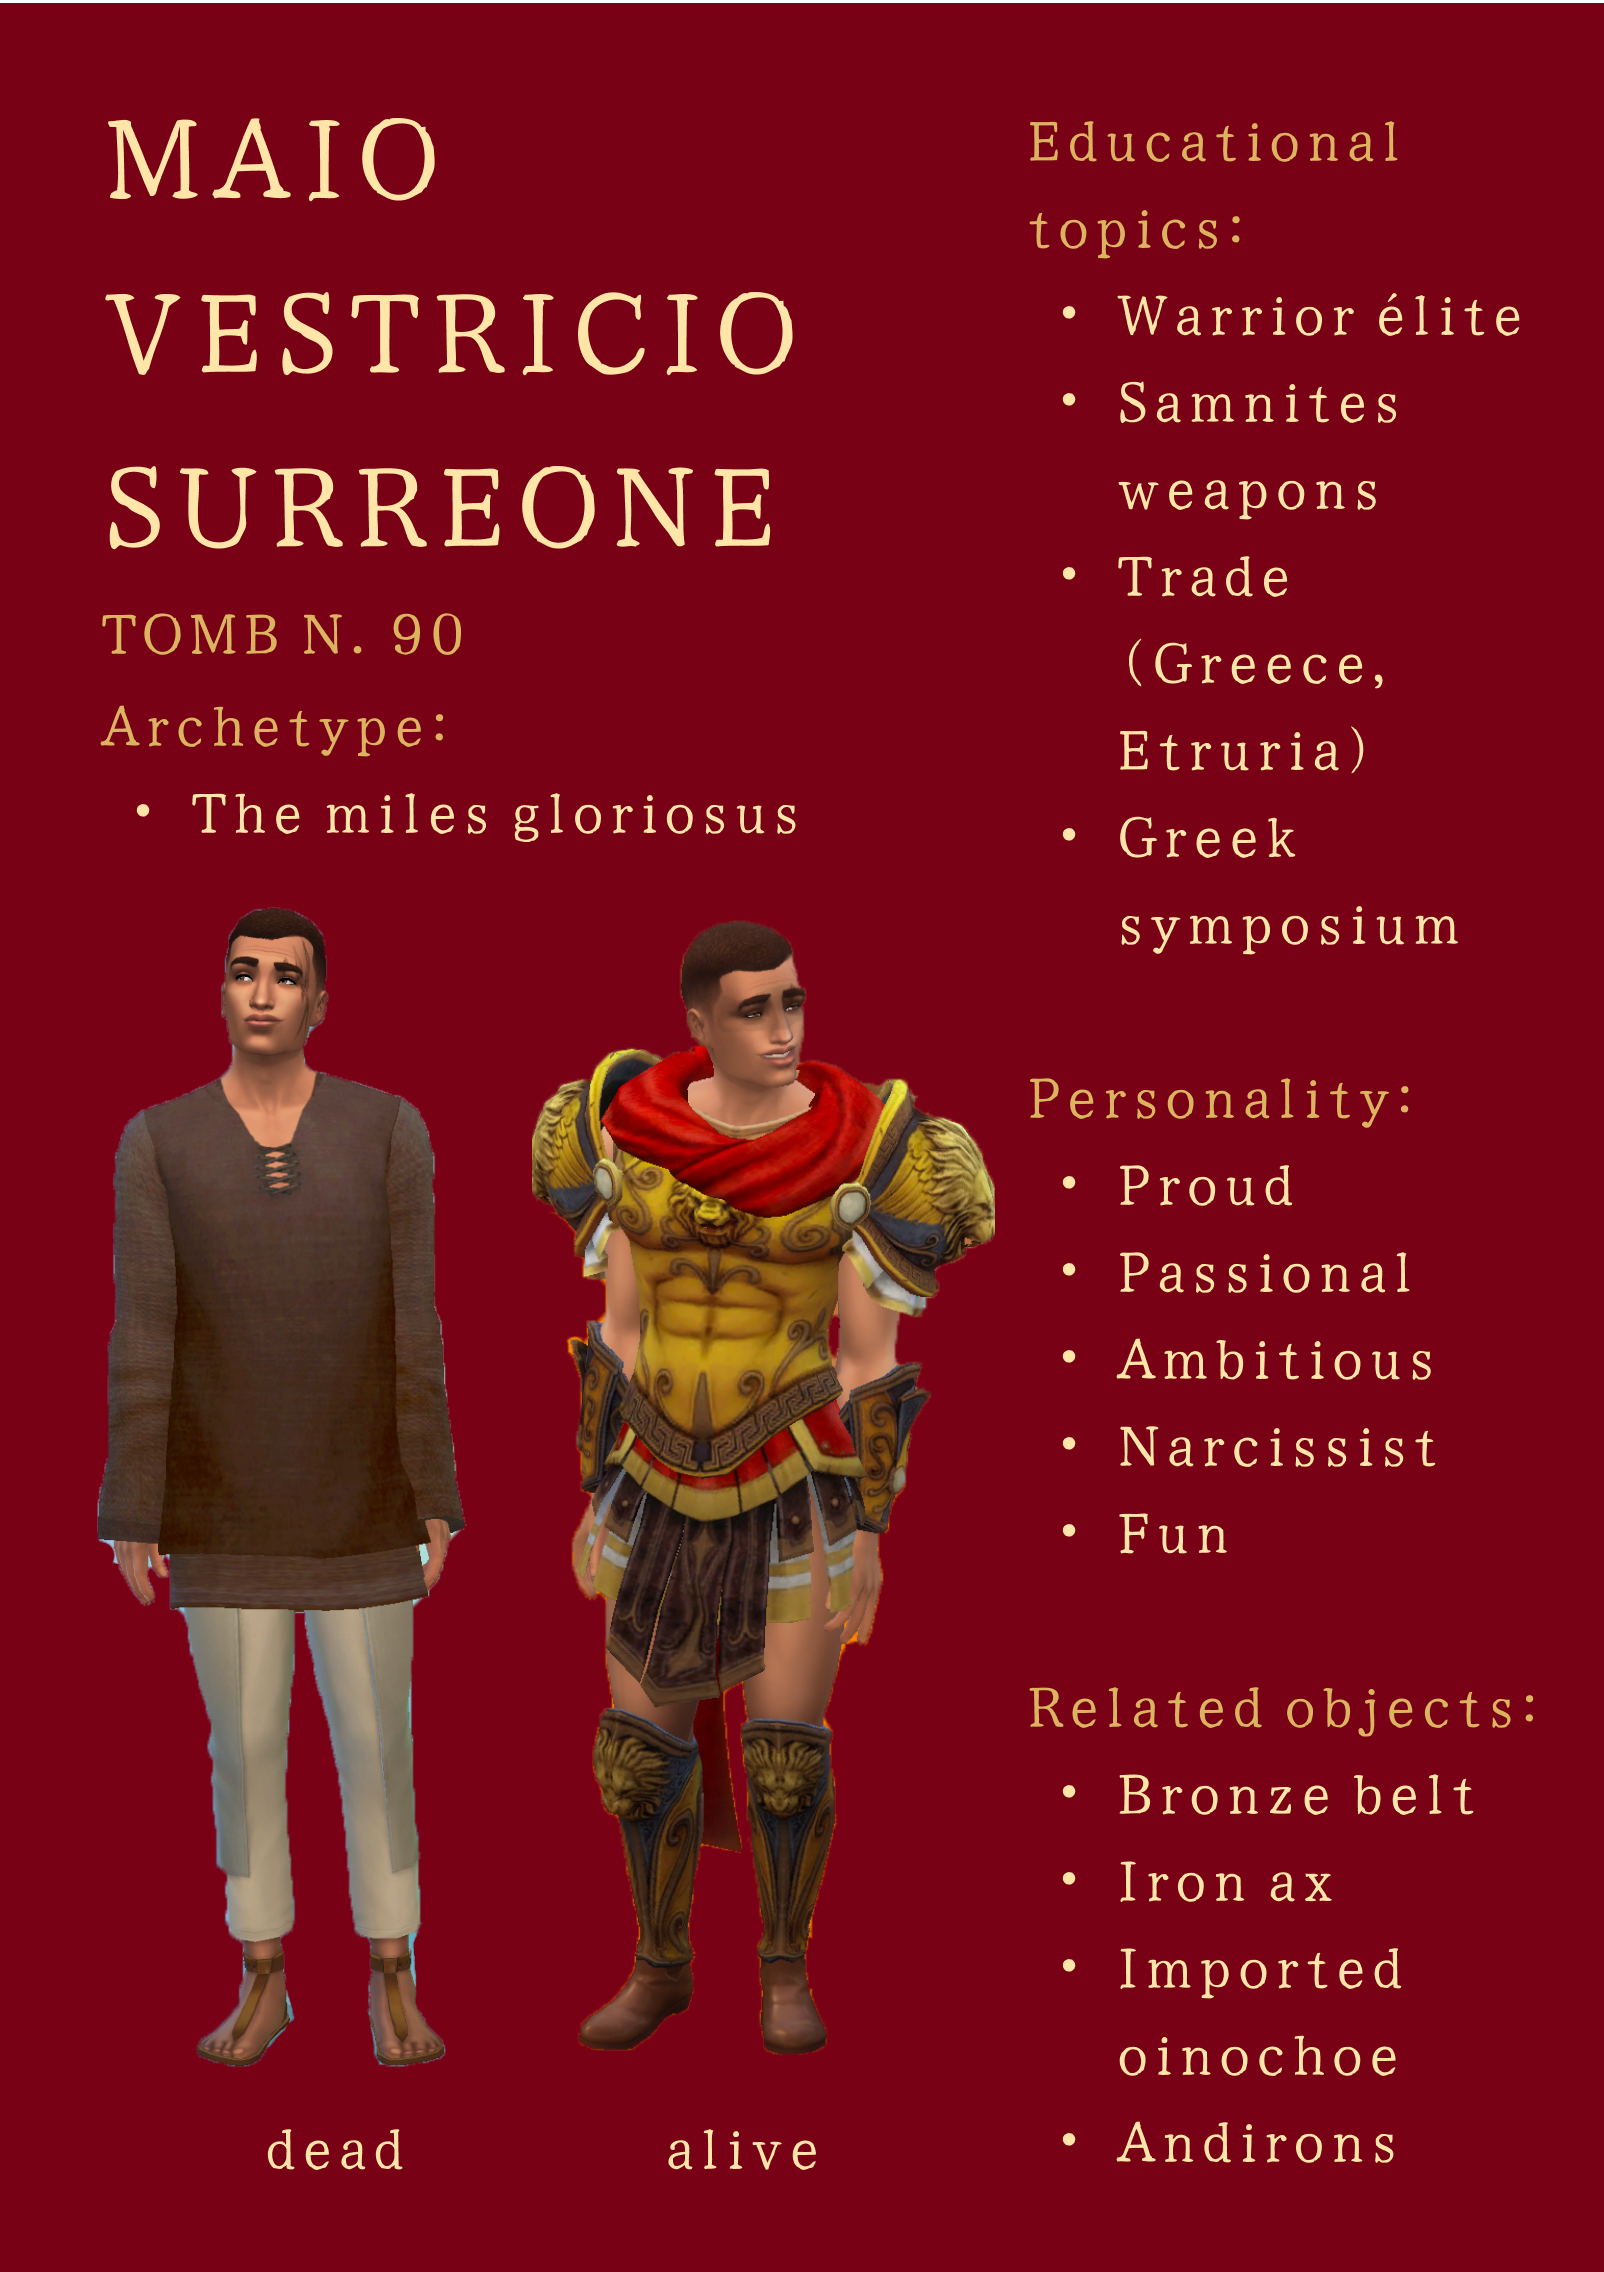 MAIO
VESTRICIO
SURREONE
TOMB N. 90
Archetype:
• The miles gloriosus
dead
alive
Educational
topics:
• Warrior élite
• Samnites
weapons
• Trade
(Greece,
Etruria)
• Greek
symposium
Personality:
• Proud
• Passional
• Ambitious
• Narcissist
• Fun
Related objects:
• Bronze belt
• Iron ax
• Imported
oinochoe
• Andirons